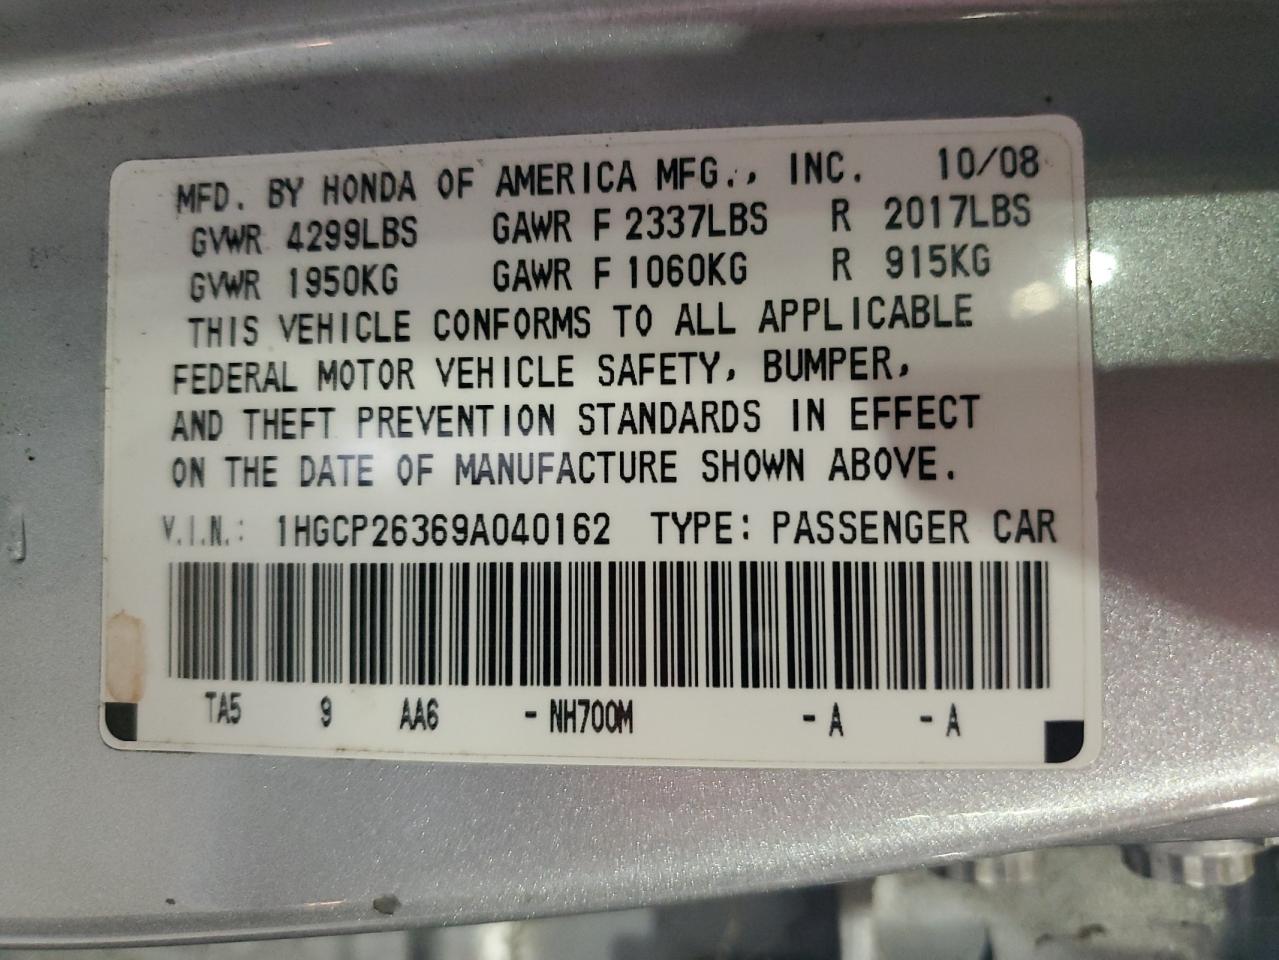 MFD. BY HONDA OF AMERICA MFG., INC. 10/08
GVWR 4299LBS GAWR F 2337LBS R 2017LBS
GVWR 1950KG GAWR F 1060KG R 915KG
THIS VEHICLE CONFORMS TO ALL APPLICABLE
FEDERAL MOTOR VEHICLE SAFETY, BUMPER,
AND THEFT PREVENTION STANDARDS IN EFFECT
ON THE DATE OF MANUFACTURE SHOWN ABOVE.
V.I.N.: 1HGCP26369A040162 TYPE: PASSENGER CAR
TA5 9 AA6 -NH700M -A -A